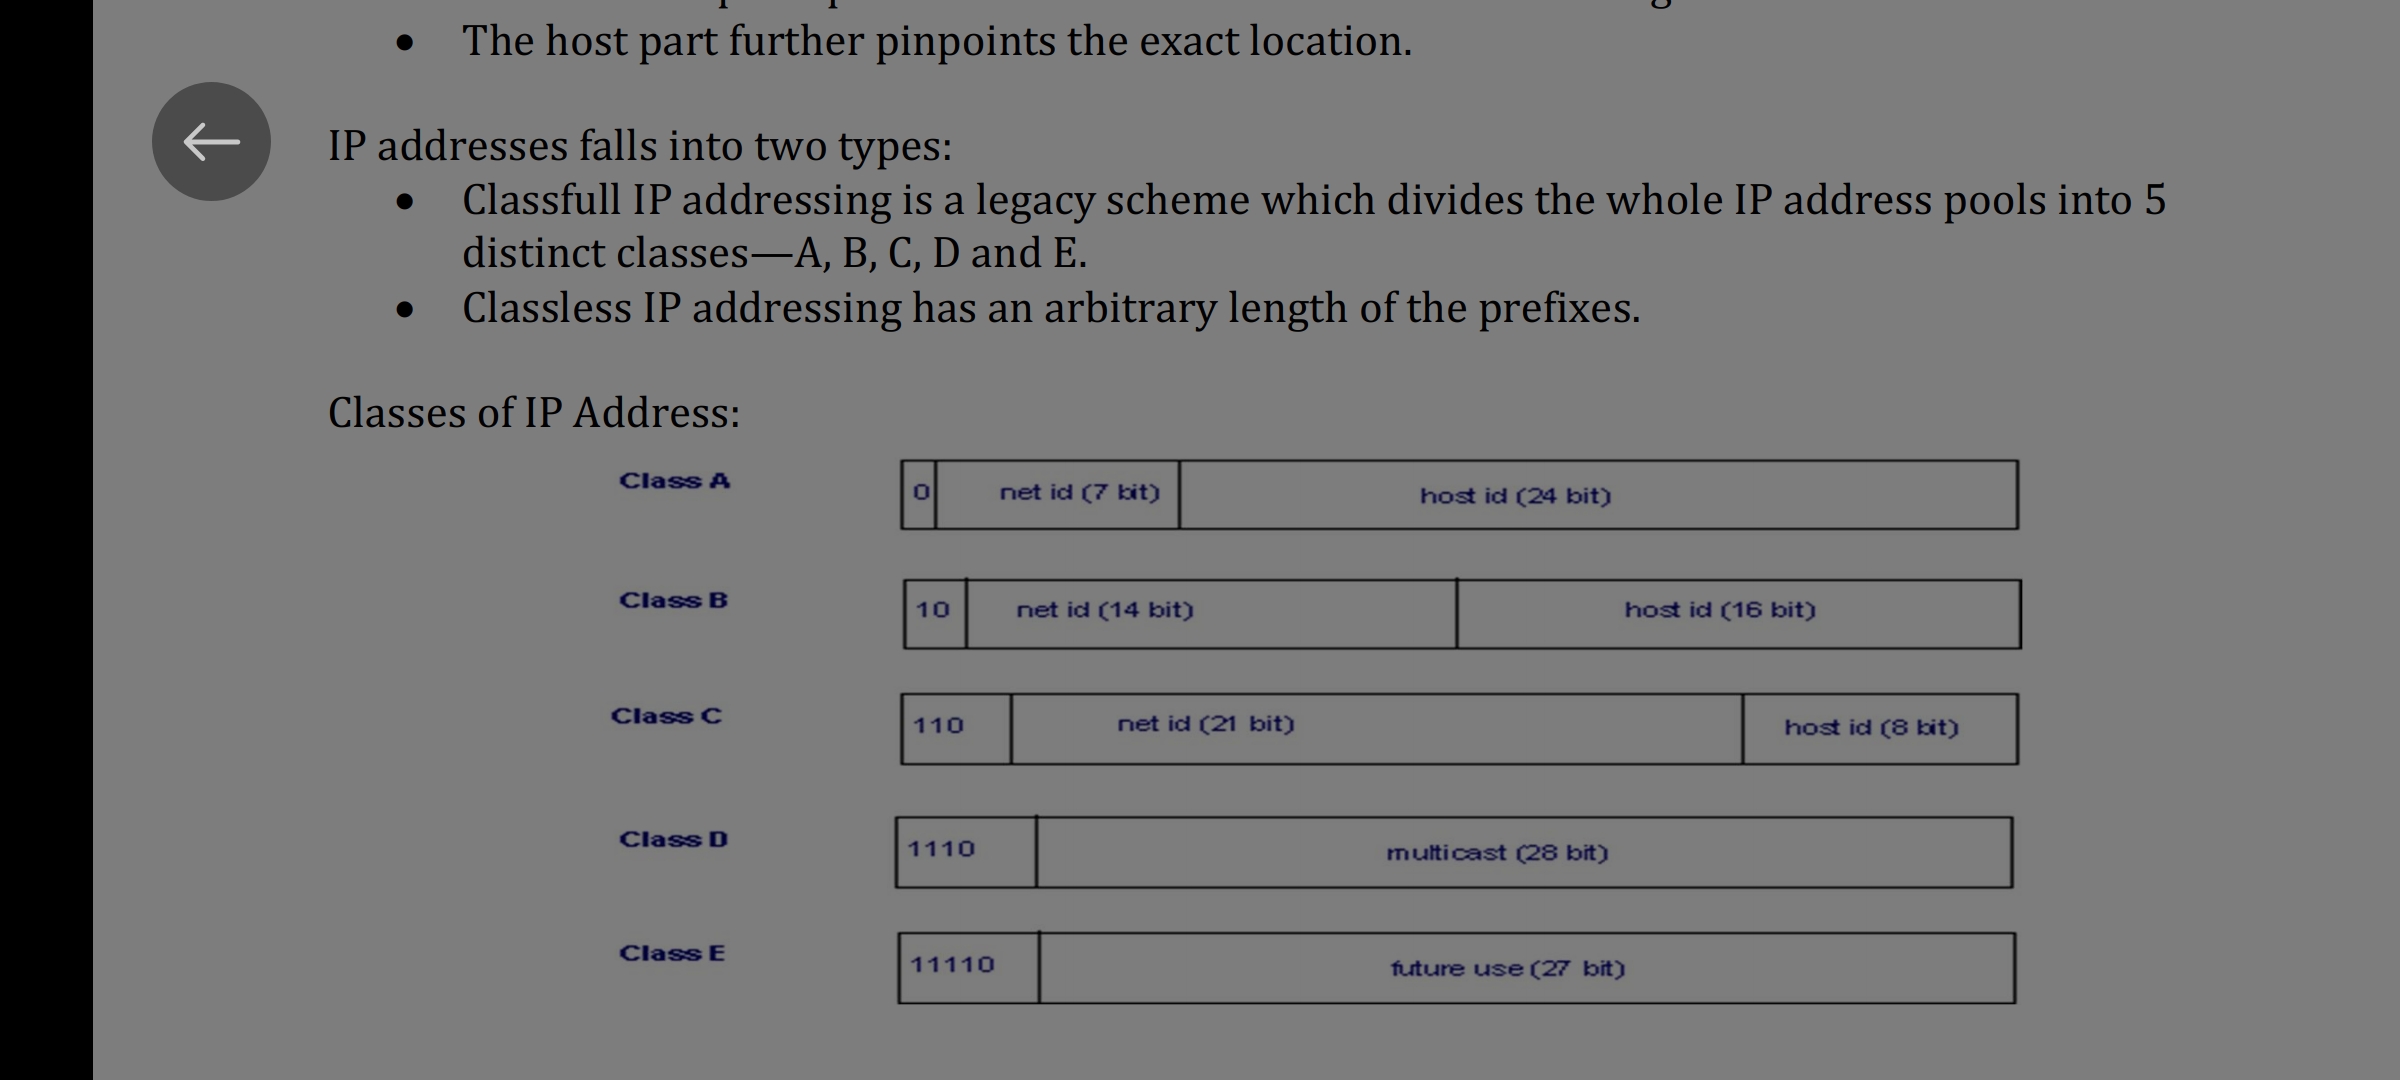 • The host part further pinpoints the exact location.
IP addresses falls into two types:
• Classfull IP addressing is a legacy scheme which divides the whole IP address pools into 5
distinct classes—A, B, C, D and E.
• Classless IP addressing has an arbitrary length of the prefixes.
Classes of IP Address:
Class A 0 net id (7 bit) host id (24 bit)
Class B 10 net id (14 bit) host id (16 bit)
Class C 110 net id (21 bit) host id (8 bit)
Class D 1110 multicast (28 bit)
Class E 11110 future use (27 bit)